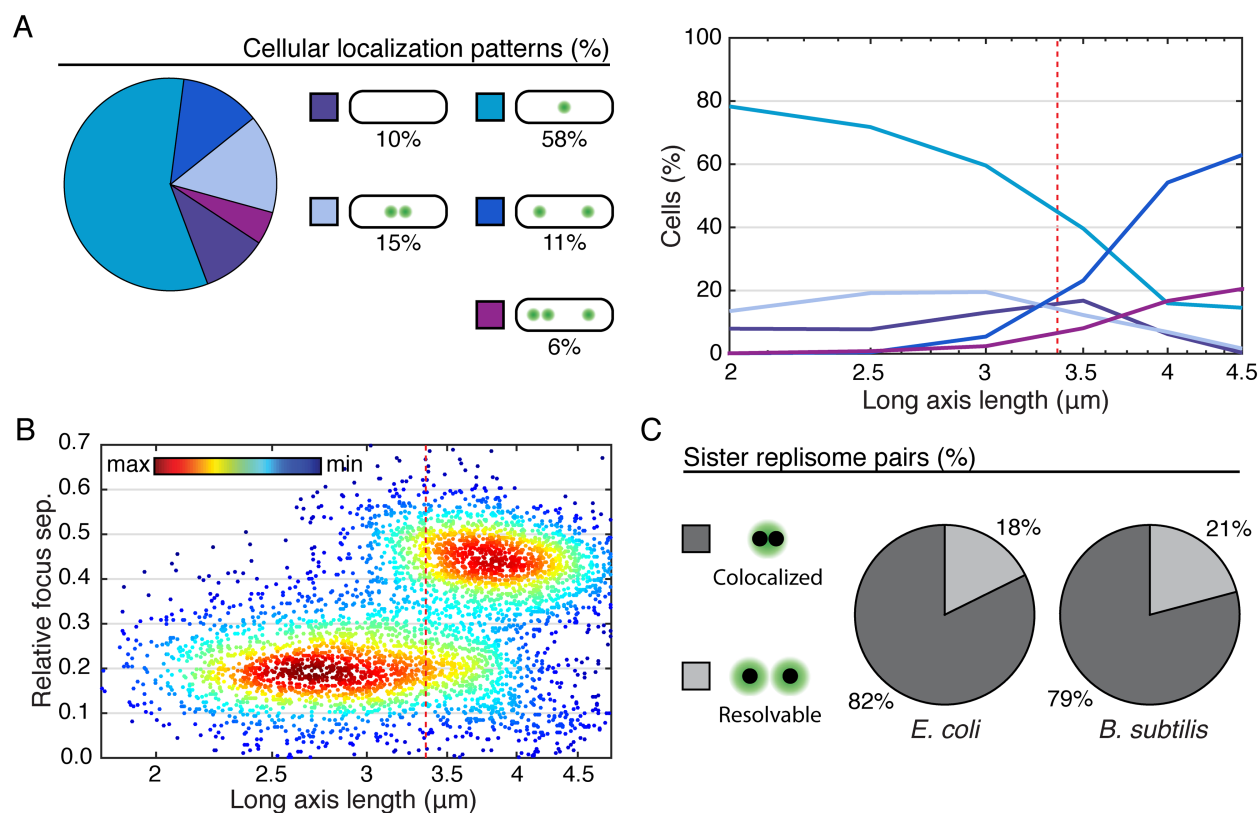 A
Cellular localization patterns (%)
10%
58%
15%
11%
6%
100
80
60
40
20
0
Cells (%)
2
2.5
3
3.5
4
4.5
Long axis length (µm)
B
0.7
0.6
0.5
0.4
0.3
0.2
0.1
0.0
Relative focus sep.
max
min
2
2.5
3
3.5
4
4.5
Long axis length (µm)
C
Sister replisome pairs (%)
Colocalized
Resolvable
18%
82%
E. coli
21%
79%
B. subtilis